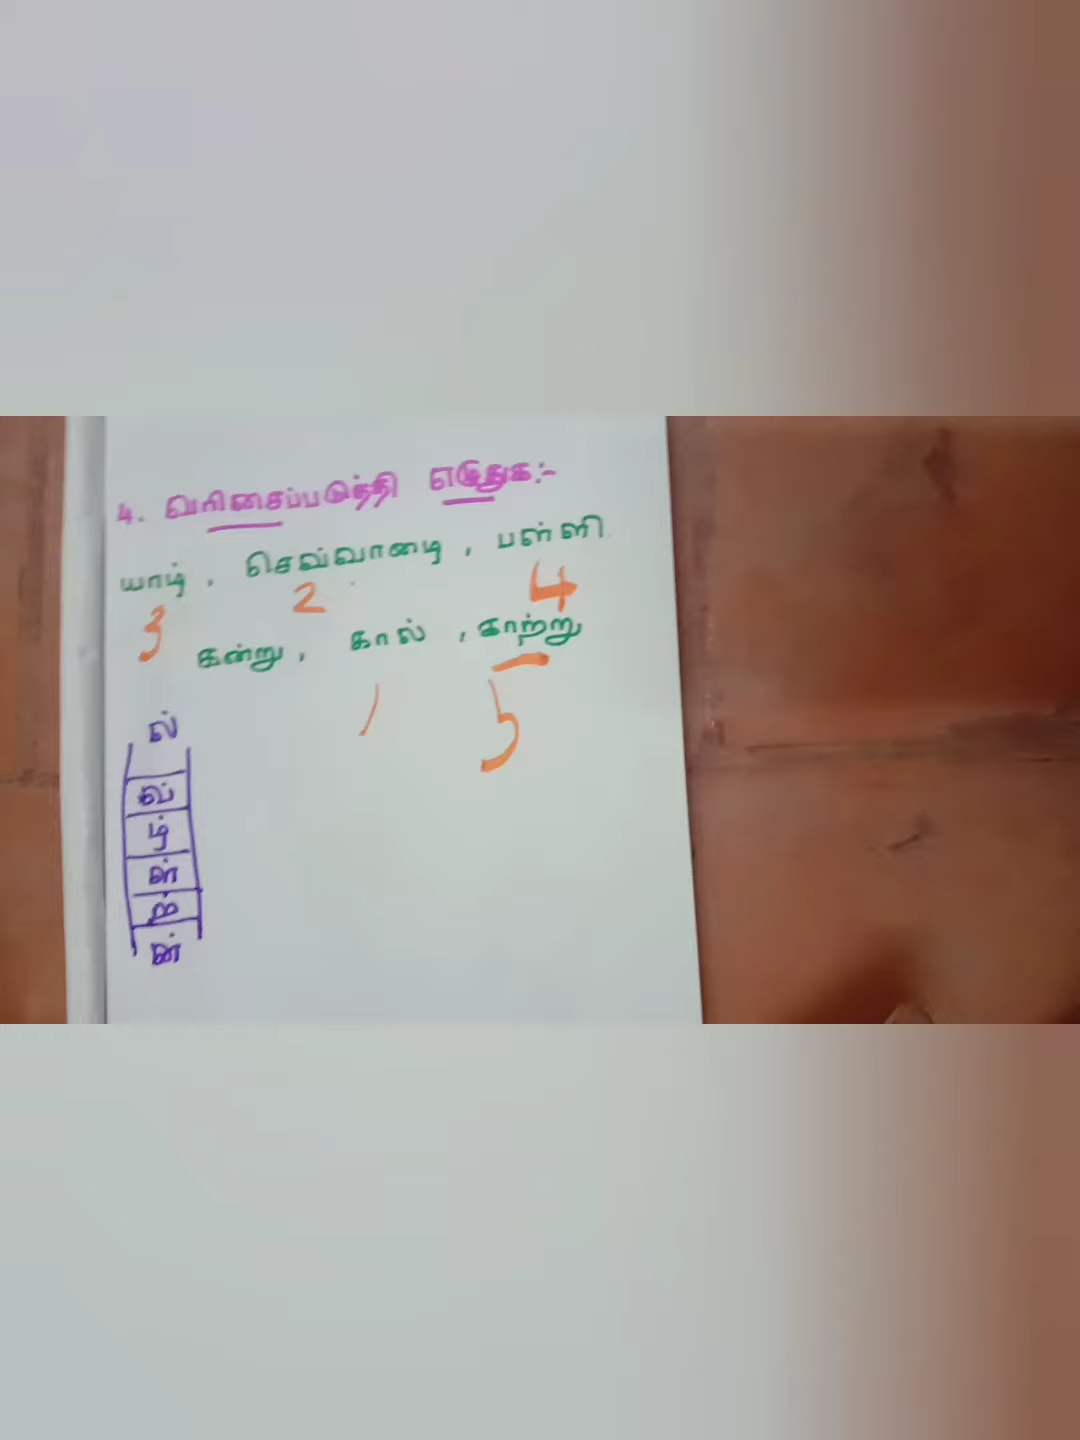 4. வரிசைப்படுத்தி எழுதுக:-
யாழ், செவ்வாடை, பள்ளி.
3 2 4
கன்று, கால், காற்று
1 5
ல்
வ்
ழ்
ள்
ற்
ன்